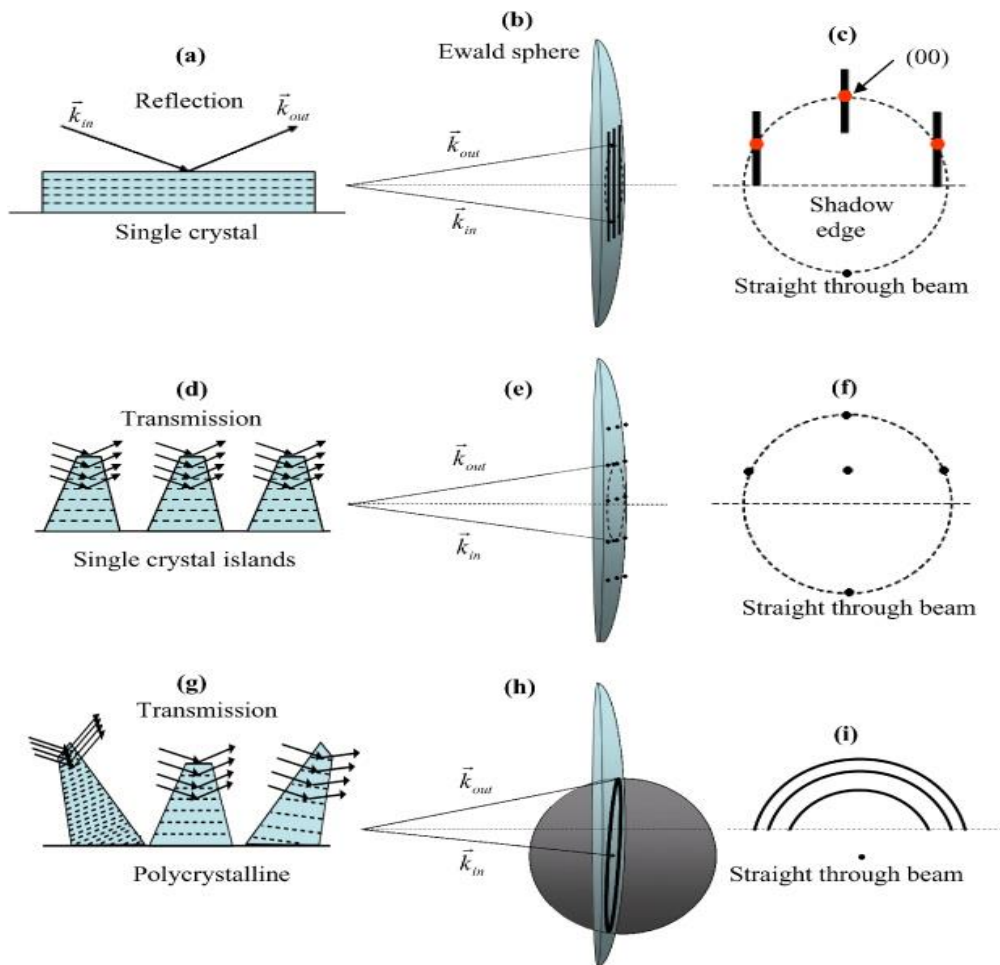 (a)
Reflection
k⃗in
k⃗out
Single crystal
(b)
Ewald sphere
k⃗out
k⃗in
(c)
(00)
Shadow
edge
Straight through beam
(d)
Transmission
Single crystal islands
(e)
k⃗out
k⃗in
(f)
Straight through beam
(g)
Transmission
Polycrystalline
(h)
k⃗out
k⃗in
(i)
Straight through beam